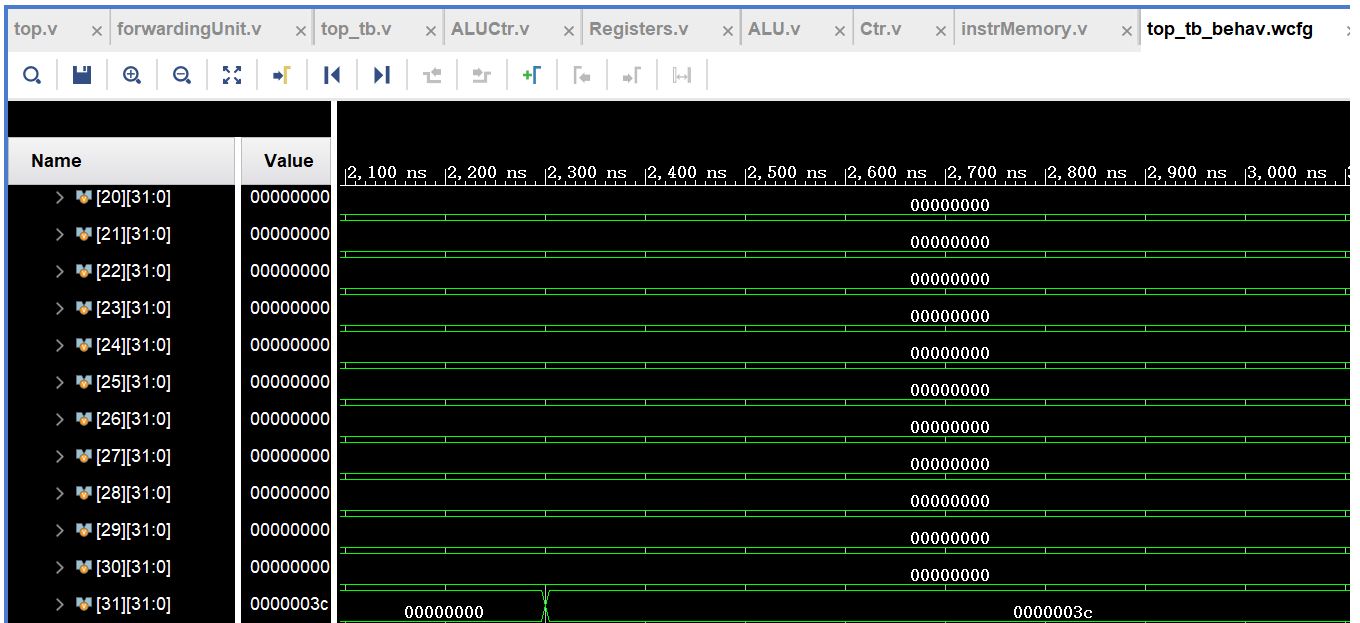 top.v forwardingUnit.v top_tb.v ALUCtr.v Registers.v ALU.v Ctr.v instrMemory.v top_tb_behav.wcfg
Name Value 2,100 ns 2,200 ns 2,300 ns 2,400 ns 2,500 ns 2,600 ns 2,700 ns 2,800 ns 2,900 ns 3,000 ns
[20][31:0] 00000000 00000000
[21][31:0] 00000000 00000000
[22][31:0] 00000000 00000000
[23][31:0] 00000000 00000000
[24][31:0] 00000000 00000000
[25][31:0] 00000000 00000000
[26][31:0] 00000000 00000000
[27][31:0] 00000000 00000000
[28][31:0] 00000000 00000000
[29][31:0] 00000000 00000000
[30][31:0] 00000000 00000000
[31][31:0] 0000003c 00000000 0000003c